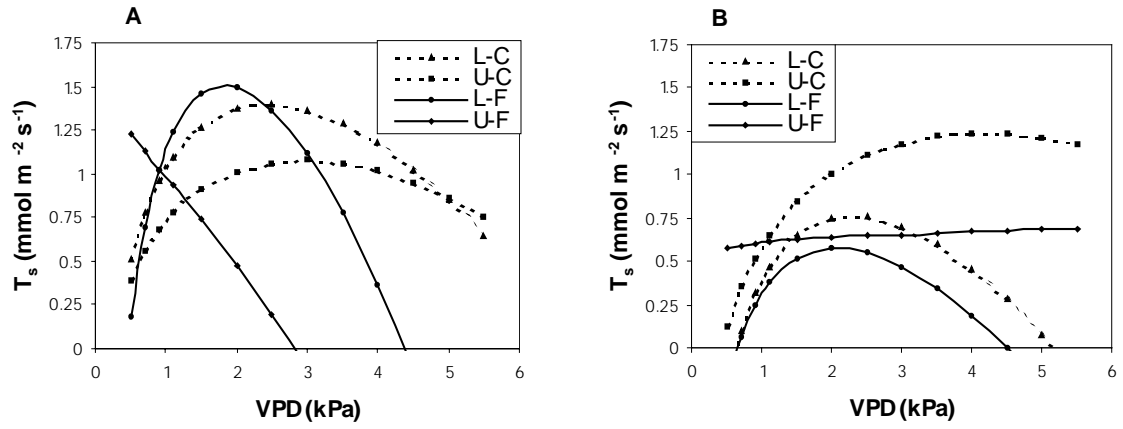 A
1.75
1.5
1.25
1
0.75
0.5
0.25
0
T s (mmol m -2 s-1)
0 1 2 3 4 5 6
VPD (kPa)
L-C
U-C
L-F
U-F
B
1.75
1.5
1.25
1
0.75
0.5
0.25
0
T s (mmol m -2 s-1)
0 1 2 3 4 5 6
VPD (kPa)
L-C
U-C
L-F
U-F